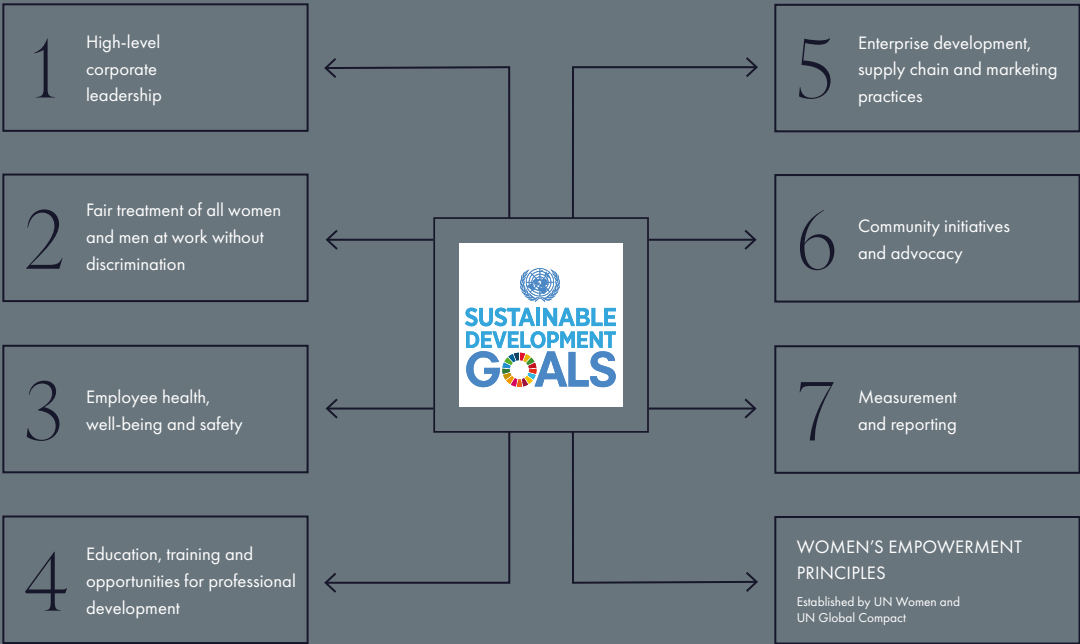 1
High-level
corporate
leadership
2
Fair treatment of all women
and men at work without
discrimination
3
Employee health,
well-being and safety
4
Education, training and
opportunities for professional
development
SUSTAINABLE
DEVELOPMENT
GOALS
5
Enterprise development,
supply chain and marketing
practices
6
Community initiatives
and advocacy
7
Measurement
and reporting
WOMEN’S EMPOWERMENT
PRINCIPLES
Established by UN Women and
UN Global Compact